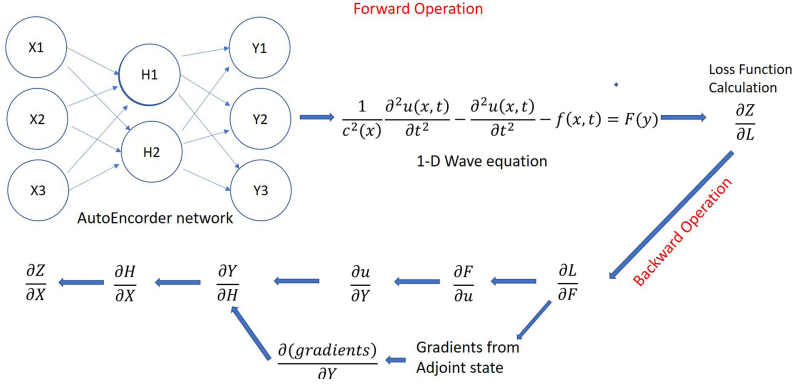 Forward Operation
X1
X2
X3
H1
H2
Y1
Y2
Y3
AutoEncorder network
1/c²(x) ∂²u(x,t)/∂t² − ∂²u(x,t)/∂t² − f(x,t) = F(y)
1-D Wave equation
Loss Function
Calculation
∂Z/∂L
Backward Operation
∂Z/∂X ∂H/∂X ∂Y/∂H ∂u/∂Y ∂F/∂u ∂L/∂F
∂(gradients)/∂Y
Gradients from
Adjoint state